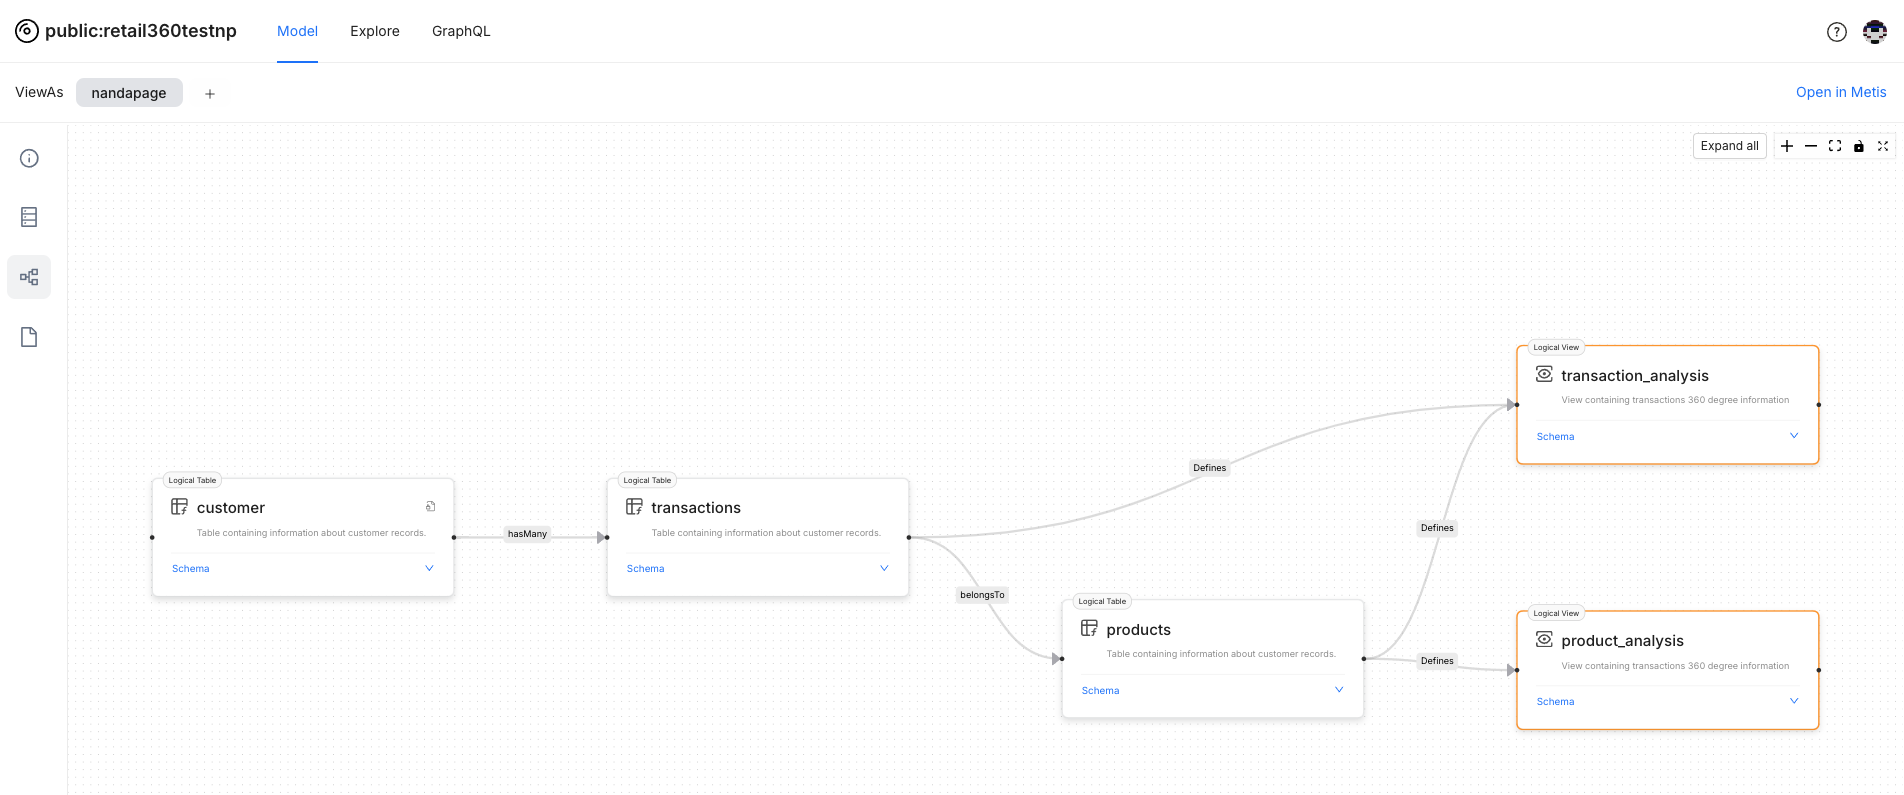 public:retail360testnp
Model Explore GraphQL
ViewAs nandapage + Open in Metis
Expand all
Logical View
transaction_analysis
View containing transactions 360 degree information
Schema
Defines
Logical Table
customer
Table containing information about customer records.
Schema
hasMany
Logical Table
transactions
Table containing information about customer records.
Schema
Defines
belongsTo
Logical Table
products
Table containing information about customer records.
Schema
Defines
Logical View
product_analysis
View containing transactions 360 degree information
Schema